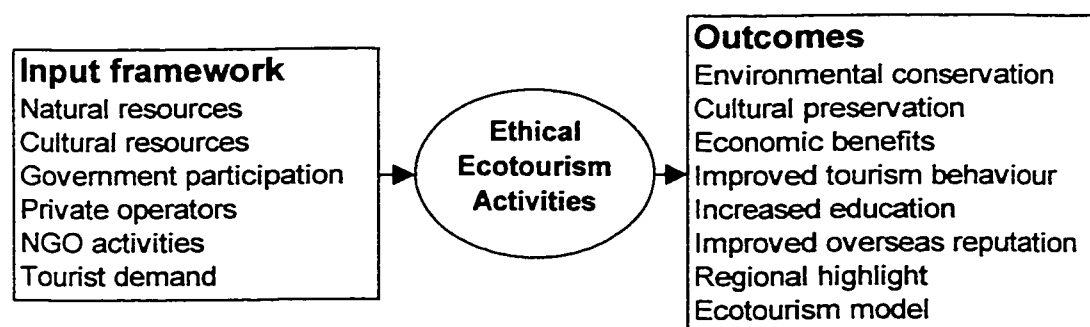 Input framework
Natural resources
Cultural resources
Government participation
Private operators
NGO activities
Tourist demand
Ethical
Ecotourism
Activities
Outcomes
Environmental conservation
Cultural preservation
Economic benefits
Improved tourism behaviour
Increased education
Improved overseas reputation
Regional highlight
Ecotourism model